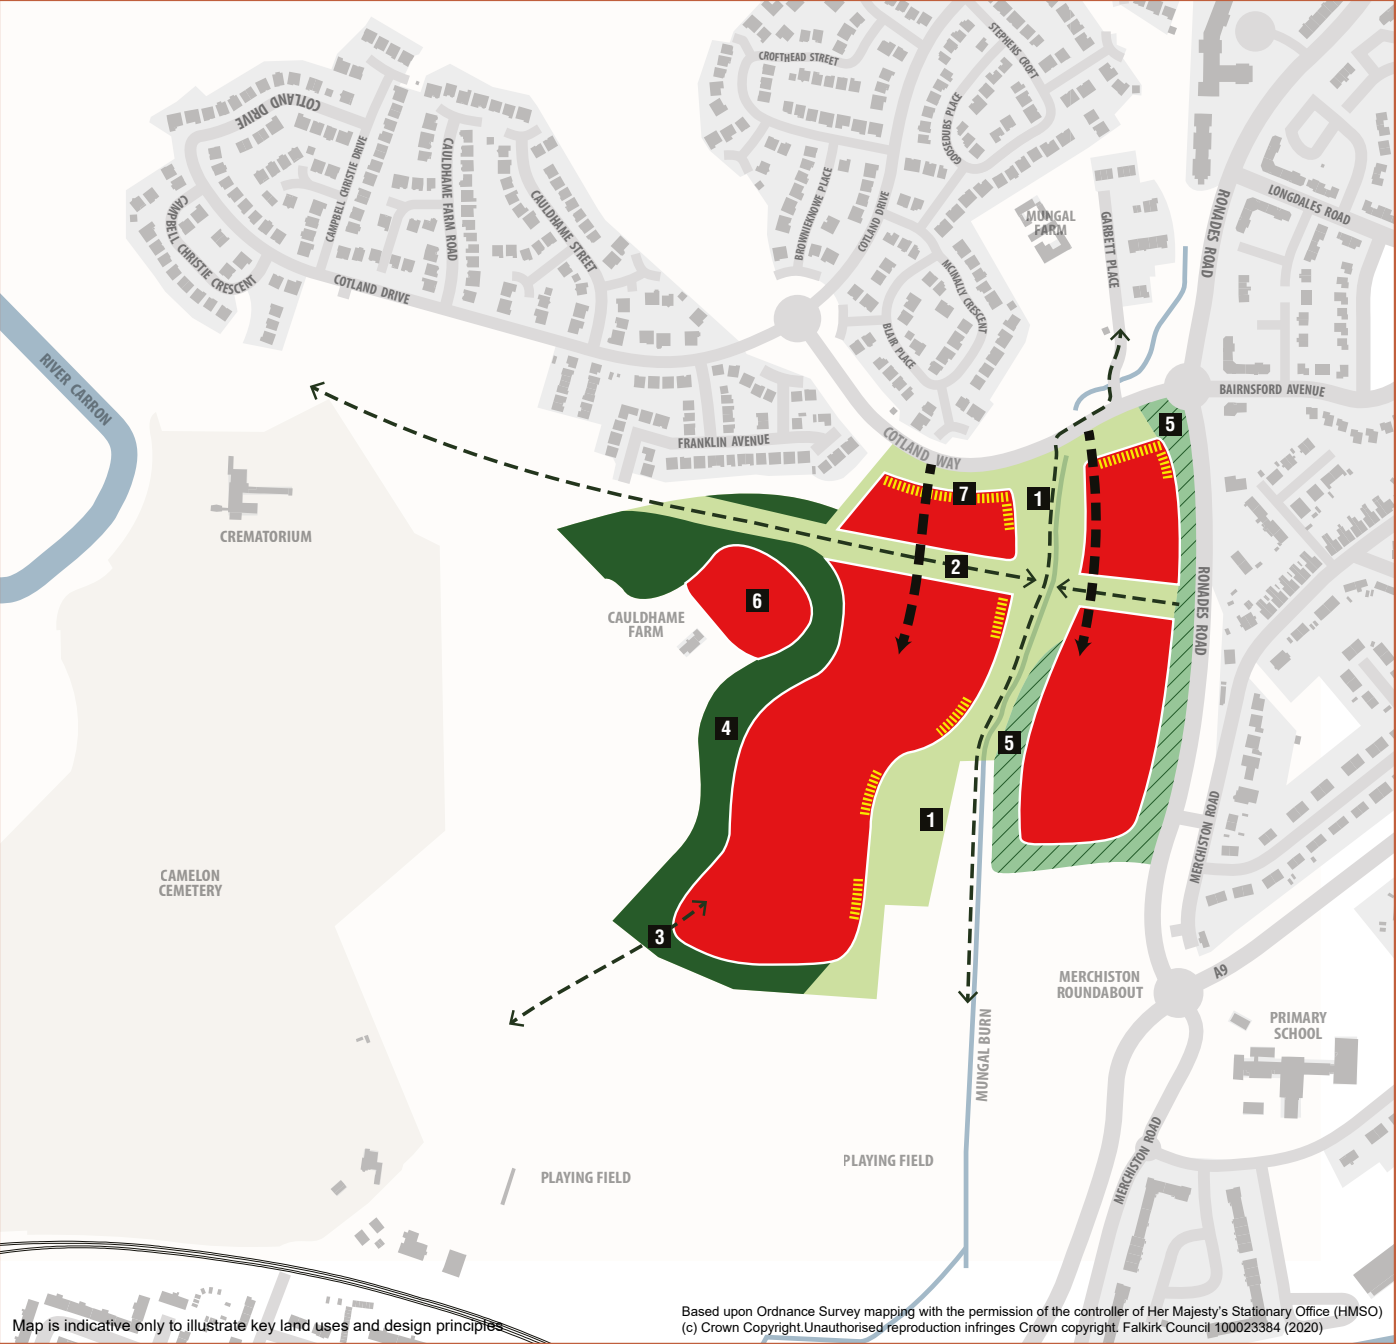 CROFTHEAD STREET
STEPHENS CROFT
GOOSEDUBS PLACE
COTLAND DRIVE
CAMPBELL CHRISTIE DRIVE
CAULDHAME FARM ROAD
CAULDHAME STREET
CAMPBELL CHRISTIE CRESCENT
COTLAND DRIVE
BROWNIEKNOWE PLACE
COTLAND DRIVE
MCINALLY CRESCENT
BLAIR PLACE
MUNGAL
FARM
GARBETT PLACE
RONADES ROAD
LONGDALES ROAD
BAIRNSFORD AVENUE
RIVER CARRON
FRANKLIN AVENUE
COTLAND WAY
5
7
1
2
CREMATORIUM
6
CAULDHAME
FARM
RONADES ROAD
4
5
1
MERCHISTON ROAD
CAMELON
CEMETERY
3
A9
MERCHISTON
ROUNDABOUT
PRIMARY
SCHOOL
MUNGAL BURN
MERCHISTON ROAD
PLAYING FIELD
PLAYING FIELD
Map is indicative only to illustrate key land uses and design principles
Based upon Ordnance Survey mapping with the permission of the controller of Her Majesty's Stationary Office (HMSO)
(c) Crown Copyright.Unauthorised reproduction infringes Crown copyright. Falkirk Council 100023384 (2020)